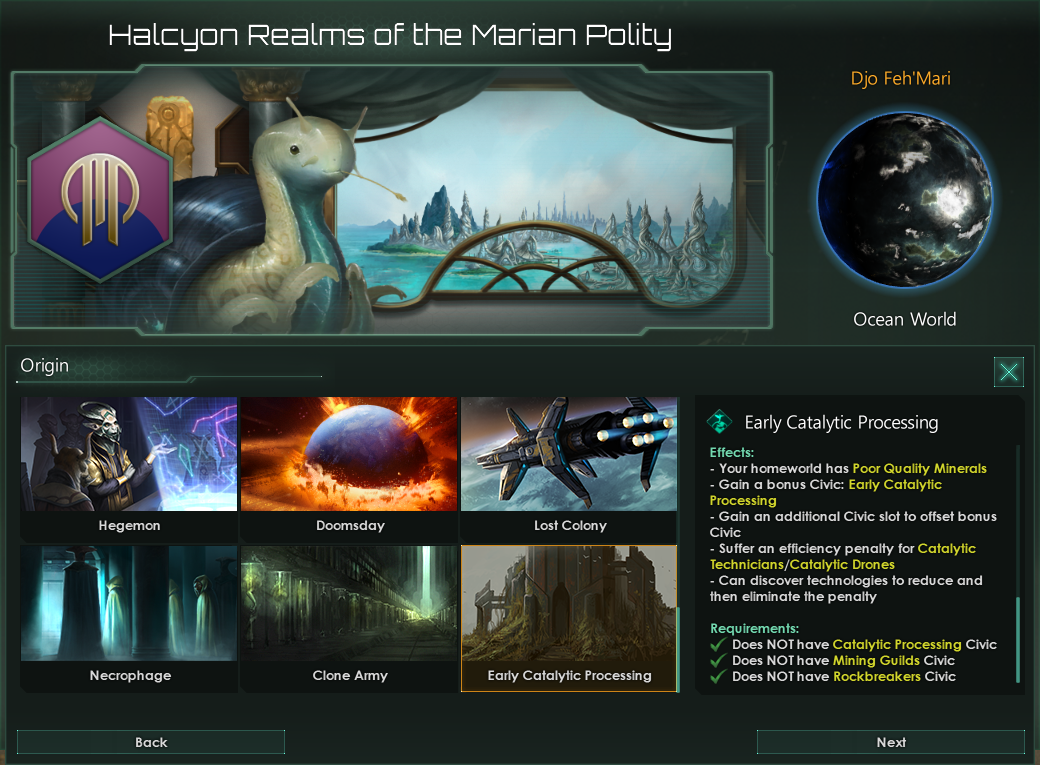 Halcyon Realms of the Marian Polity
Djo Feh'Mari
Ocean World
Origin
Hegemon
Doomsday
Lost Colony
Necrophage
Clone Army
Early Catalytic Processing
Early Catalytic Processing
Effects:
- Your homeworld has Poor Quality Minerals
- Gain a bonus Civic: Early Catalytic
Processing
- Gain an additional Civic slot to offset bonus
Civic
- Suffer an efficiency penalty for Catalytic
Technicians/Catalytic Drones
- Can discover technologies to reduce and
then eliminate the penalty
Requirements:
Does NOT have Catalytic Processing Civic
Does NOT have Mining Guilds Civic
Does NOT have Rockbreakers Civic
Back
Next